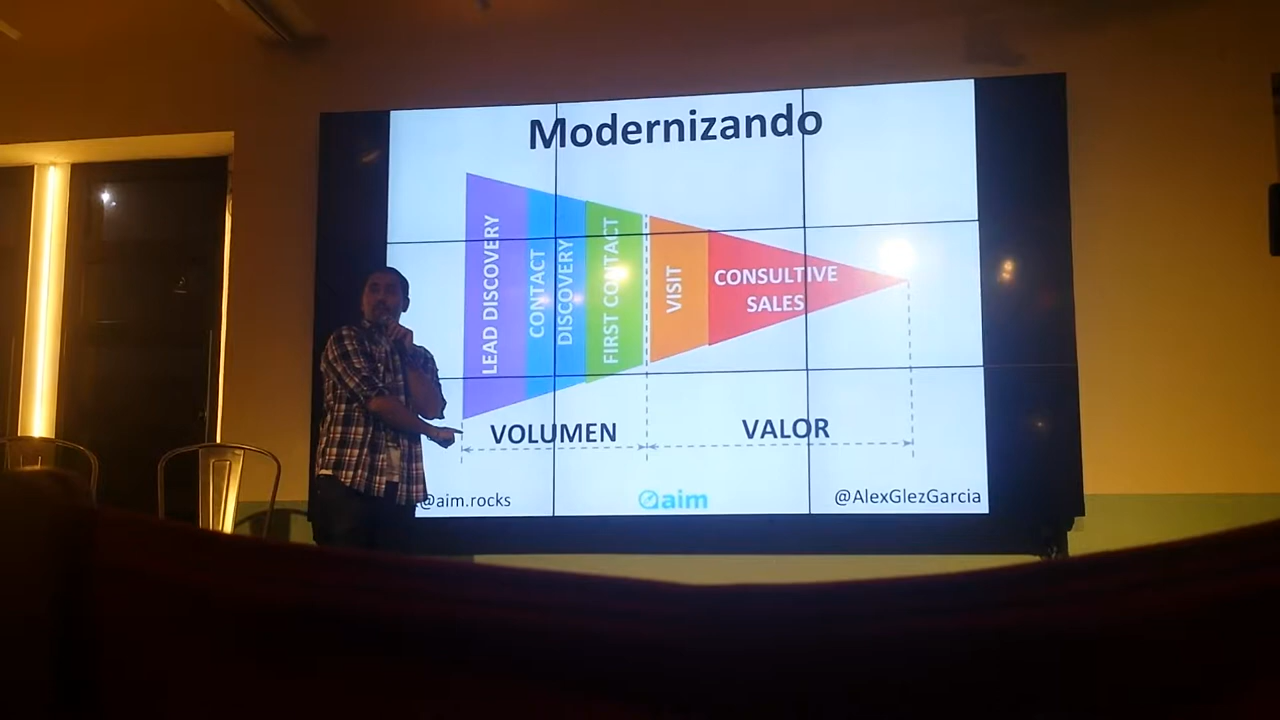 Modernizando
LEAD DISCOVERY
CONTACT
DISCOVERY
FIRST CONTACT
VISIT
CONSULTIVE
SALES
VOLUMEN
VALOR
@aim.rocks
aim
@AlexGlezGarcia